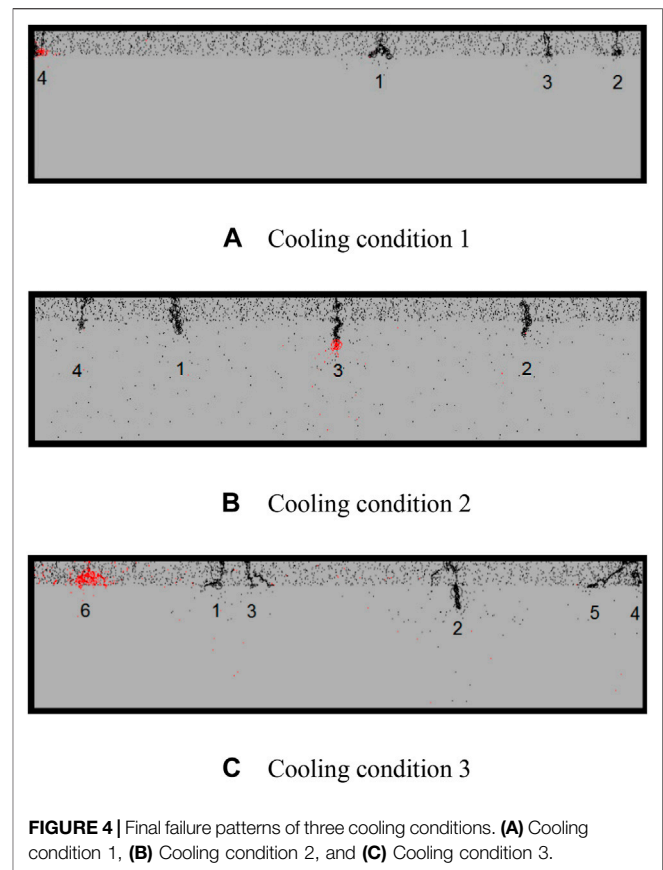 4 1 3 2
A Cooling condition 1
4 1 3 2
B Cooling condition 2
6 1 3 2 5 4
C Cooling condition 3
FIGURE 4 | Final failure patterns of three cooling conditions. (A) Cooling
condition 1, (B) Cooling condition 2, and (C) Cooling condition 3.